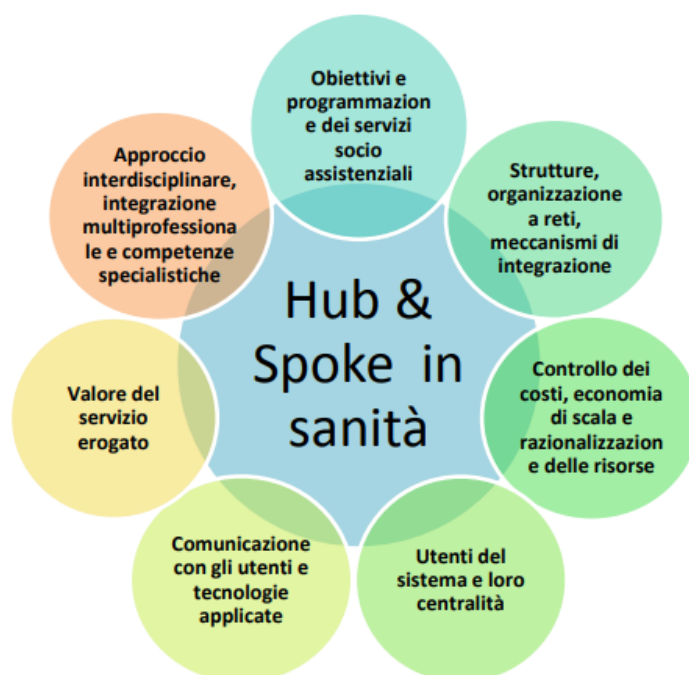 Obiettivi e
programmazion
e dei servizi
socio
assistenziali
Strutture,
organizzazione
a reti,
meccanismi di
integrazione
Controllo dei
costi, economia
di scala e
razionalizzazion
e delle risorse
Utenti del
sistema e loro
centralità
Comunicazione
con gli utenti e
tecnologie
applicate
Valore del
servizio
erogato
Approccio
interdisciplinare,
integrazione
multiprofessiona
le e competenze
specialistiche
Hub &
Spoke in
sanità